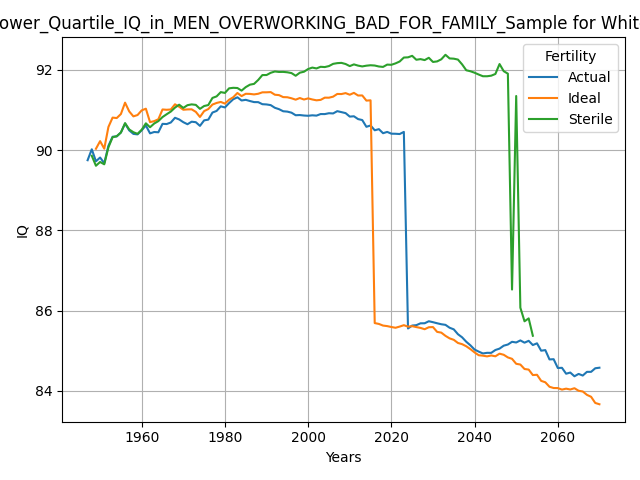 ower_Quartile_IQ_in_MEN_OVERWORKING_BAD_FOR_FAMILY_Sample for Whit
Fertility
Actual
Ideal
Sterile
92
90
88
86
84
IQ
1960
1980
2000
2020
2040
2060
Years